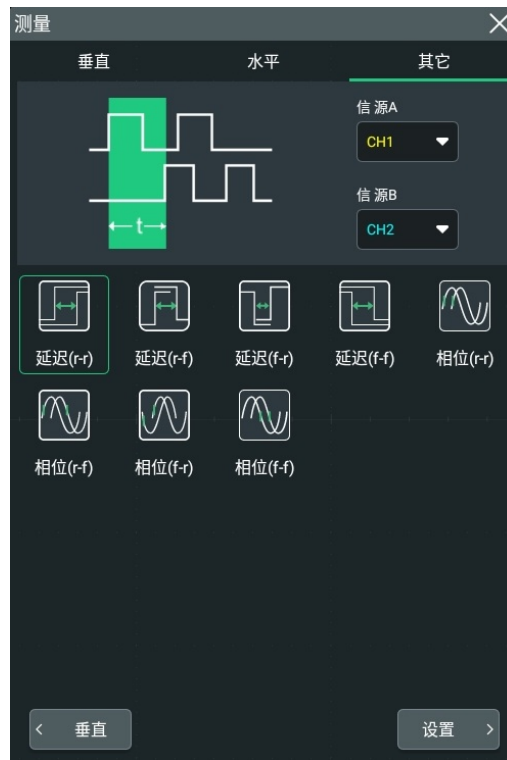 测量
垂直 水平 其它
信源A
CH1
信源B
CH2
t
延迟(r-r) 延迟(r-f) 延迟(f-r) 延迟(f-f) 相位(r-r)
相位(r-f) 相位(f-r) 相位(f-f)
< 垂直 设置 >